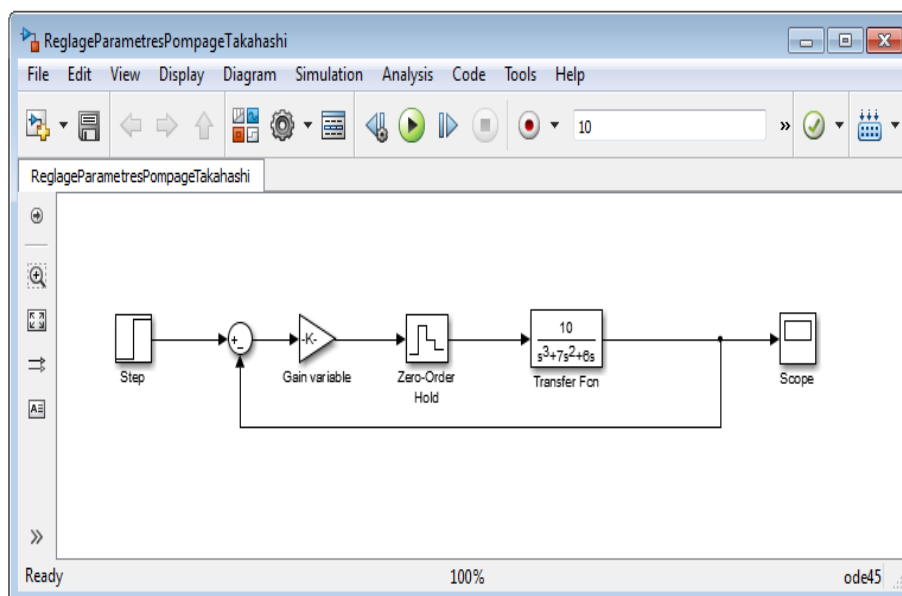 ReglageParametresPompageTakahashi
File Edit View Display Diagram Simulation Analysis Code Tools Help
10 »
ReglageParametresPompageTakahashi
Step
+
-
-K-
Gain variable
Zero-Order
Hold
10
s³+7s²+6s
Transfer Fcn
Scope
A
»
Ready 100% ode45